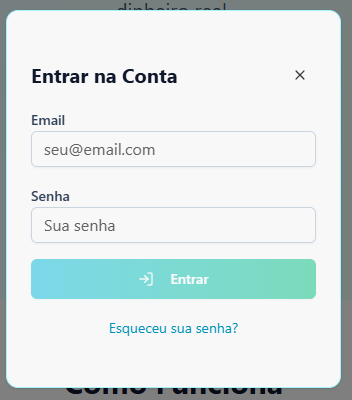 dinheiro real
Entrar na Conta
Email
seu@email.com
Senha
Sua senha
Entrar
Esqueceu sua senha?
Como Funciona